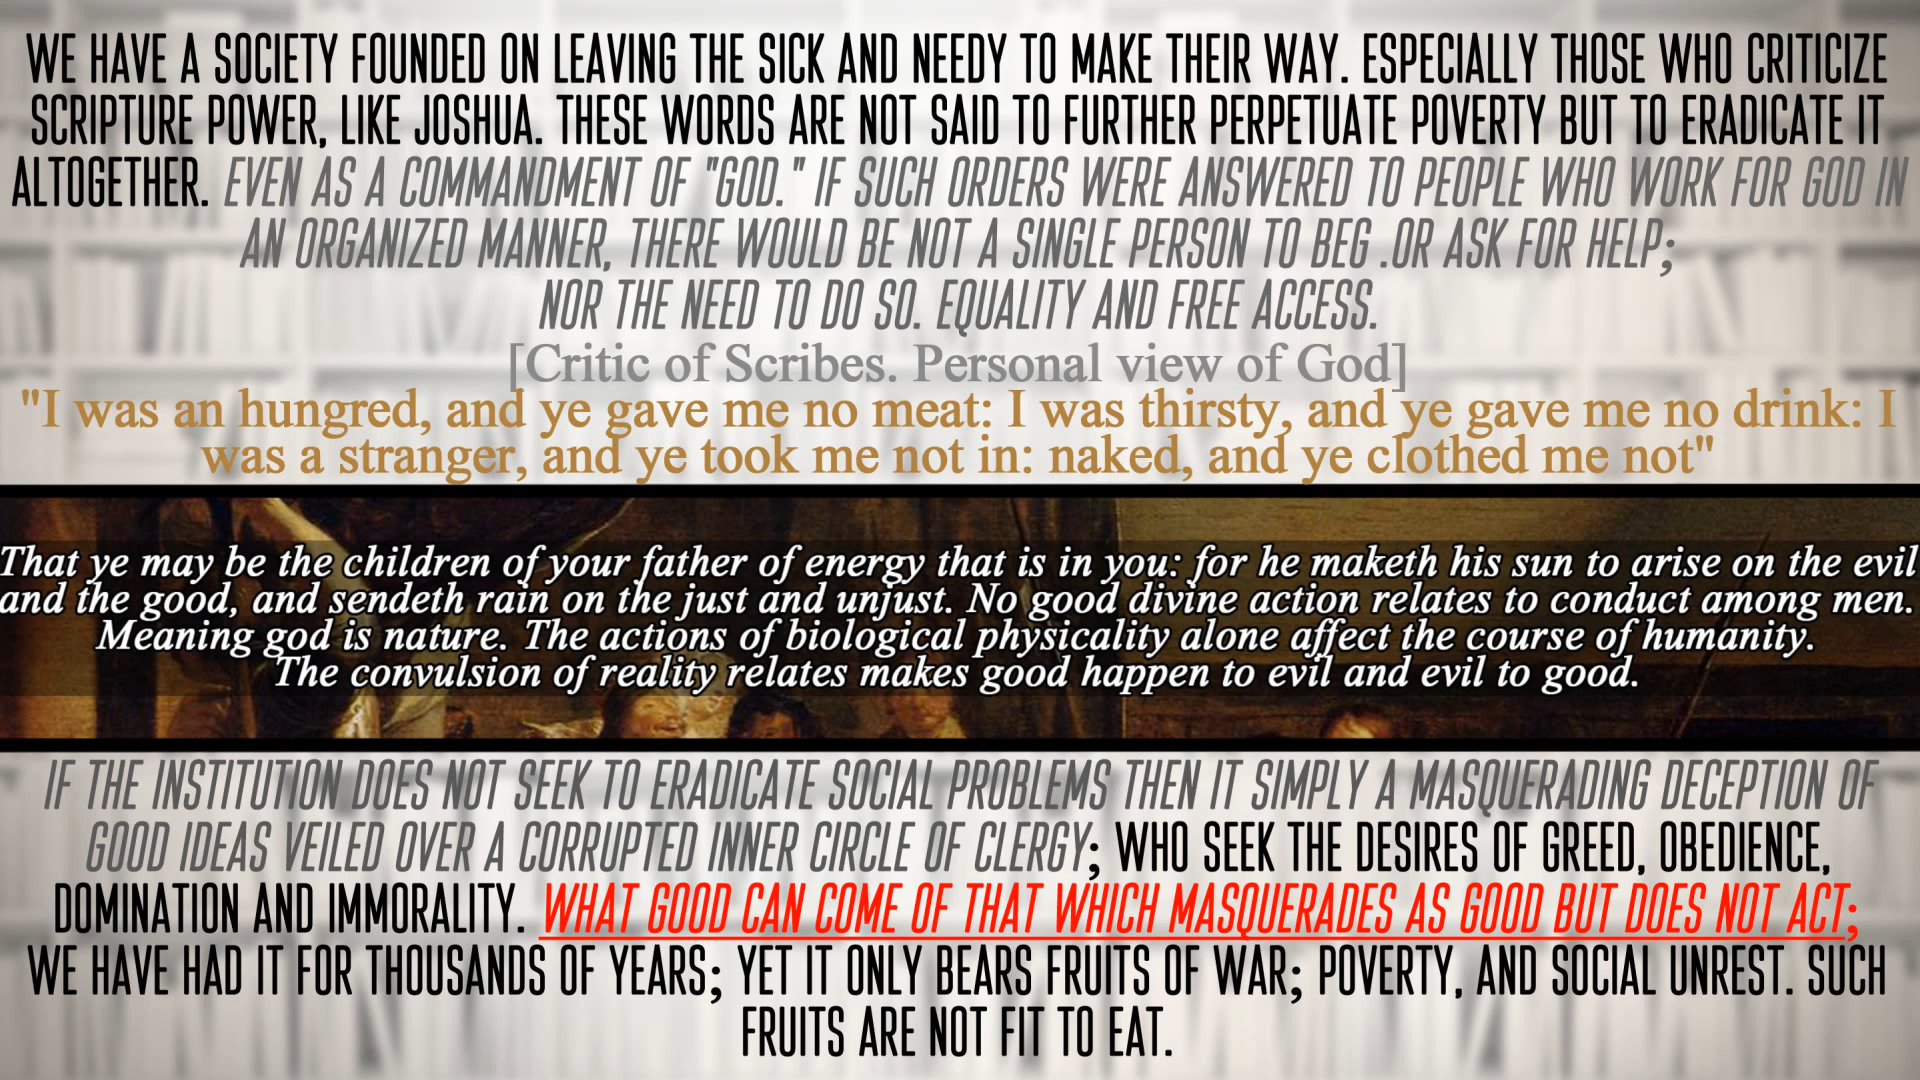 WE HAVE A SOCIETY FOUNDED ON LEAVING THE SICK AND NEEDY TO MAKE THEIR WAY. ESPECIALLY THOSE WHO CRITICIZE
SCRIPTURE POWER, LIKE JOSHUA. THESE WORDS ARE NOT SAID TO FURTHER PERPETUATE POVERTY BUT TO ERADICATE IT
ALTOGETHER. EVEN AS A COMMANDMENT OF "GOD." IF SUCH ORDERS WERE ANSWERED TO PEOPLE WHO WORK FOR GOD IN
AN ORGANIZED MANNER, THERE WOULD BE NOT A SINGLE PERSON TO BEG .OR ASK FOR HELP;
NOR THE NEED TO DO SO. EQUALITY AND FREE ACCESS.
[Critic of Scribes. Personal view of God]
"I was an hungred, and ye gave me no meat: I was thirsty, and ye gave me no drink: I
was a stranger, and ye took me not in: naked, and ye clothed me not"
That ye may be the children of your father of energy that is in you: for he maketh his sun to arise on the evil
and the good, and sendeth rain on the just and unjust. No good divine action relates to conduct among men.
Meaning god is nature. The actions of biological physicality alone affect the course of humanity.
The convulsion of reality relates makes good happen to evil and evil to good.
IF THE INSTITUTION DOES NOT SEEK TO ERADICATE SOCIAL PROBLEMS THEN IT SIMPLY A MASQUERADING DECEPTION OF
GOOD IDEAS VEILED OVER A CORRUPTED INNER CIRCLE OF CLERGY; WHO SEEK THE DESIRES OF GREED, OBEDIENCE,
DOMINATION AND IMMORALITY. WHAT GOOD CAN COME OF THAT WHICH MASQUERADES AS GOOD BUT DOES NOT ACT;
WE HAVE HAD IT FOR THOUSANDS OF YEARS; YET IT ONLY BEARS FRUITS OF WAR; POVERTY, AND SOCIAL UNREST. SUCH
FRUITS ARE NOT FIT TO EAT.